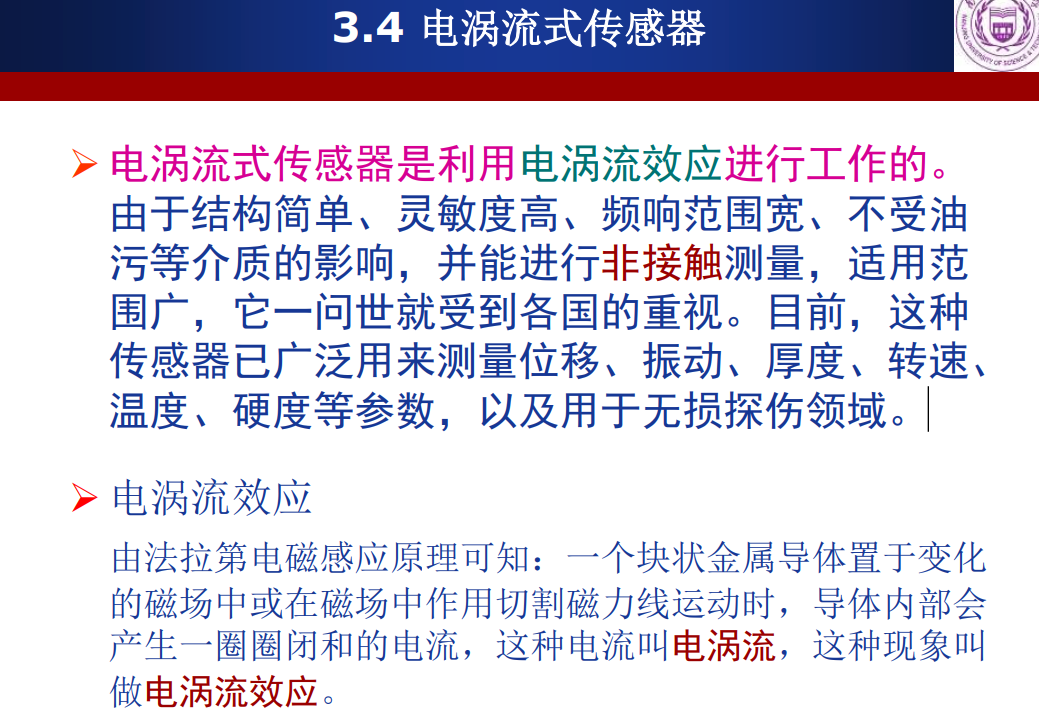 3.4 电涡流式传感器
电涡流式传感器是利用电涡流效应进行工作的。
由于结构简单、灵敏度高、频响范围宽、不受油
污等介质的影响，并能进行非接触测量，适用范
围广，它一问世就受到各国的重视。目前，这种
传感器已广泛用来测量位移、振动、厚度、转速、
温度、硬度等参数，以及用于无损探伤领域。
电涡流效应
由法拉第电磁感应原理可知：一个块状金属导体置于变化
的磁场中或在磁场中作用切割磁力线运动时，导体内部会
产生一圈圈闭和的电流，这种电流叫电涡流，这种现象叫
做电涡流效应。